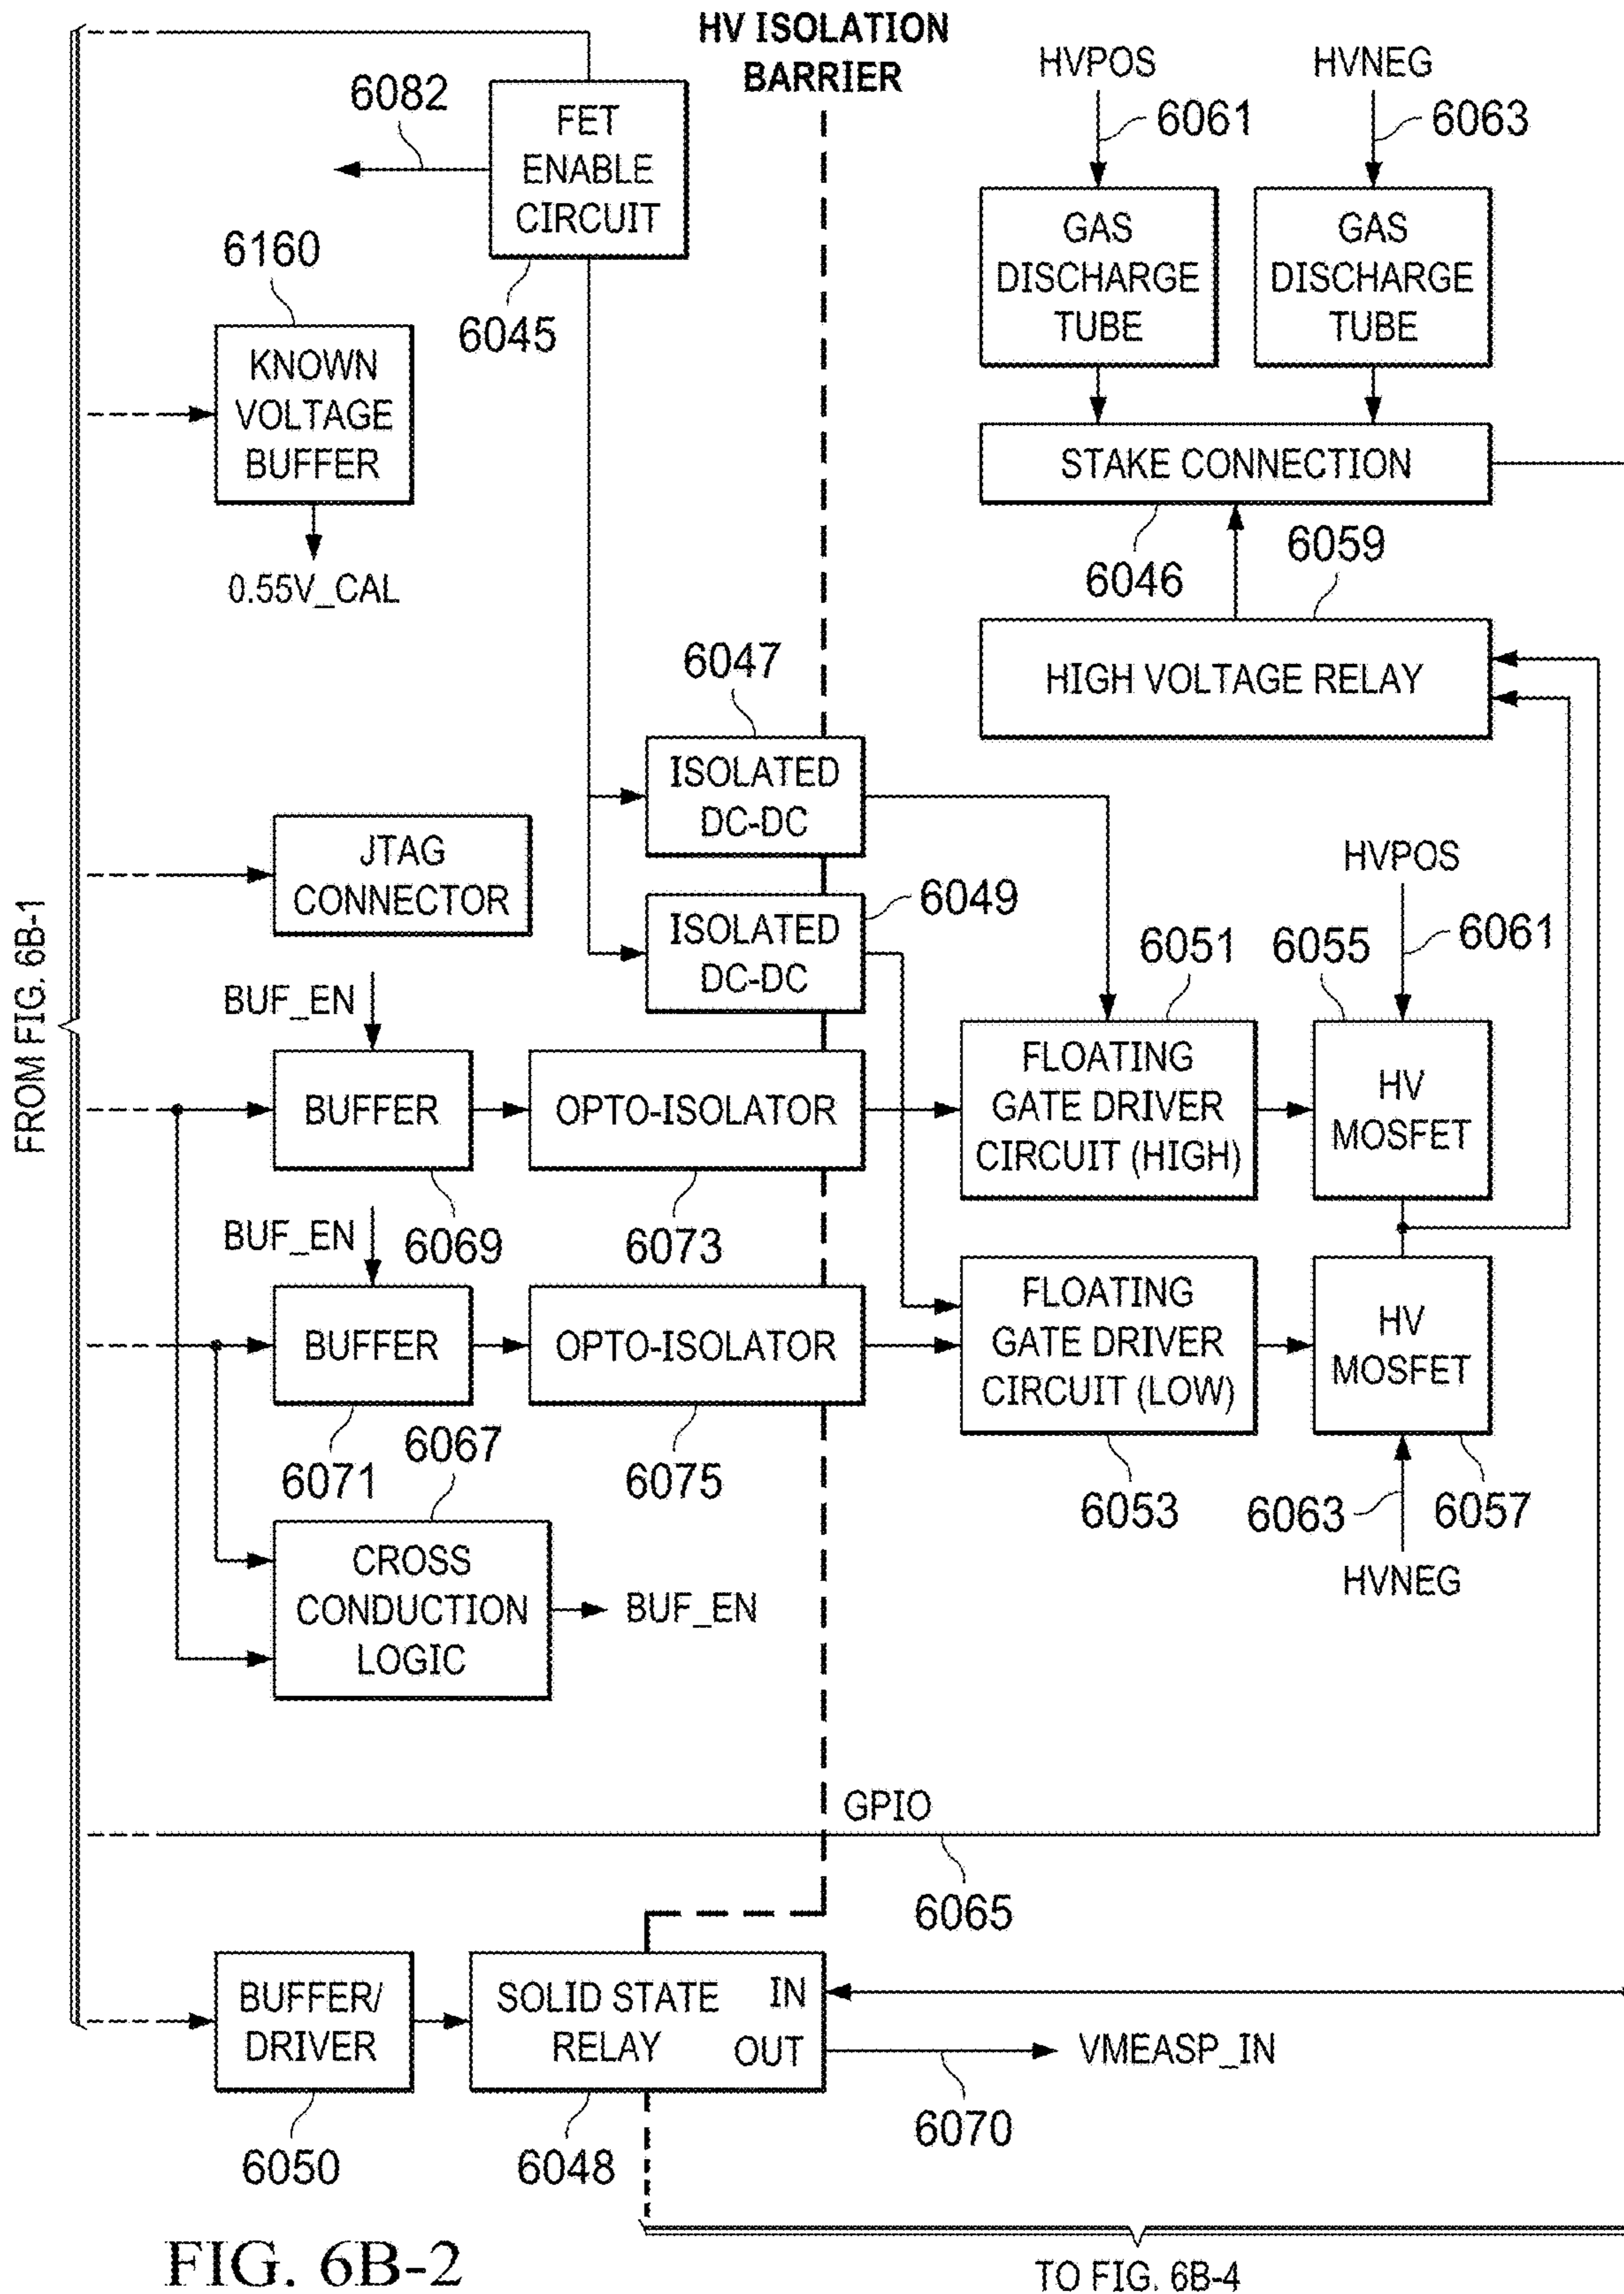 HV ISOLATION
BARRIER
HVPOS
HVNEG
6082
FET
ENABLE
CIRCUIT
6061
6063
GAS
DISCHARGE
TUBE
GAS
DISCHARGE
TUBE
6160
6045
KNOWN
VOLTAGE
BUFFER
STAKE CONNECTION
0.55V_CAL
6046
6059
6047
HIGH VOLTAGE RELAY
ISOLATED
DC-DC
JTAG
CONNECTOR
HVPOS
6049
ISOLATED
DC-DC
6051
6055
6061
FROM FIG. 6B-1
BUF_EN
BUFFER
OPTO-ISOLATOR
FLOATING
GATE DRIVER
CIRCUIT (HIGH)
HV
MOSFET
BUF_EN
6069
6073
BUFFER
OPTO-ISOLATOR
FLOATING
GATE DRIVER
CIRCUIT (LOW)
HV
MOSFET
6067
6071
6075
6053
6063
6057
CROSS
CONDUCTION
LOGIC
BUF_EN
HVNEG
GPIO
6065
BUFFER/
DRIVER
SOLID STATE
RELAY
IN
OUT
VMEASP_IN
6070
6050
6048
FIG. 6B-2
TO FIG. 6B-4